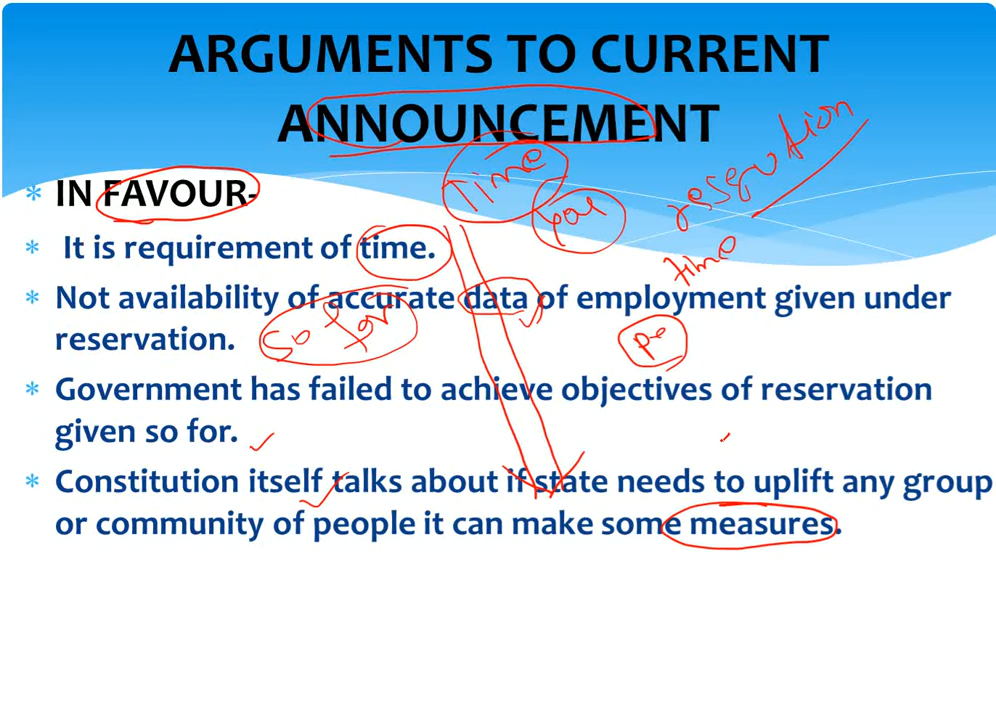 ARGUMENTS TO CURRENT
ANNOUNCEMENT
Time
reservation
* IN FAVOUR-
* It is requirement of time.
time
* Not availability of accurate data of employment given under
reservation.
So for
* Government has failed to achieve objectives of reservation
given so for.
* Constitution itself talks about if state needs to uplift any group
or community of people it can make some measures.